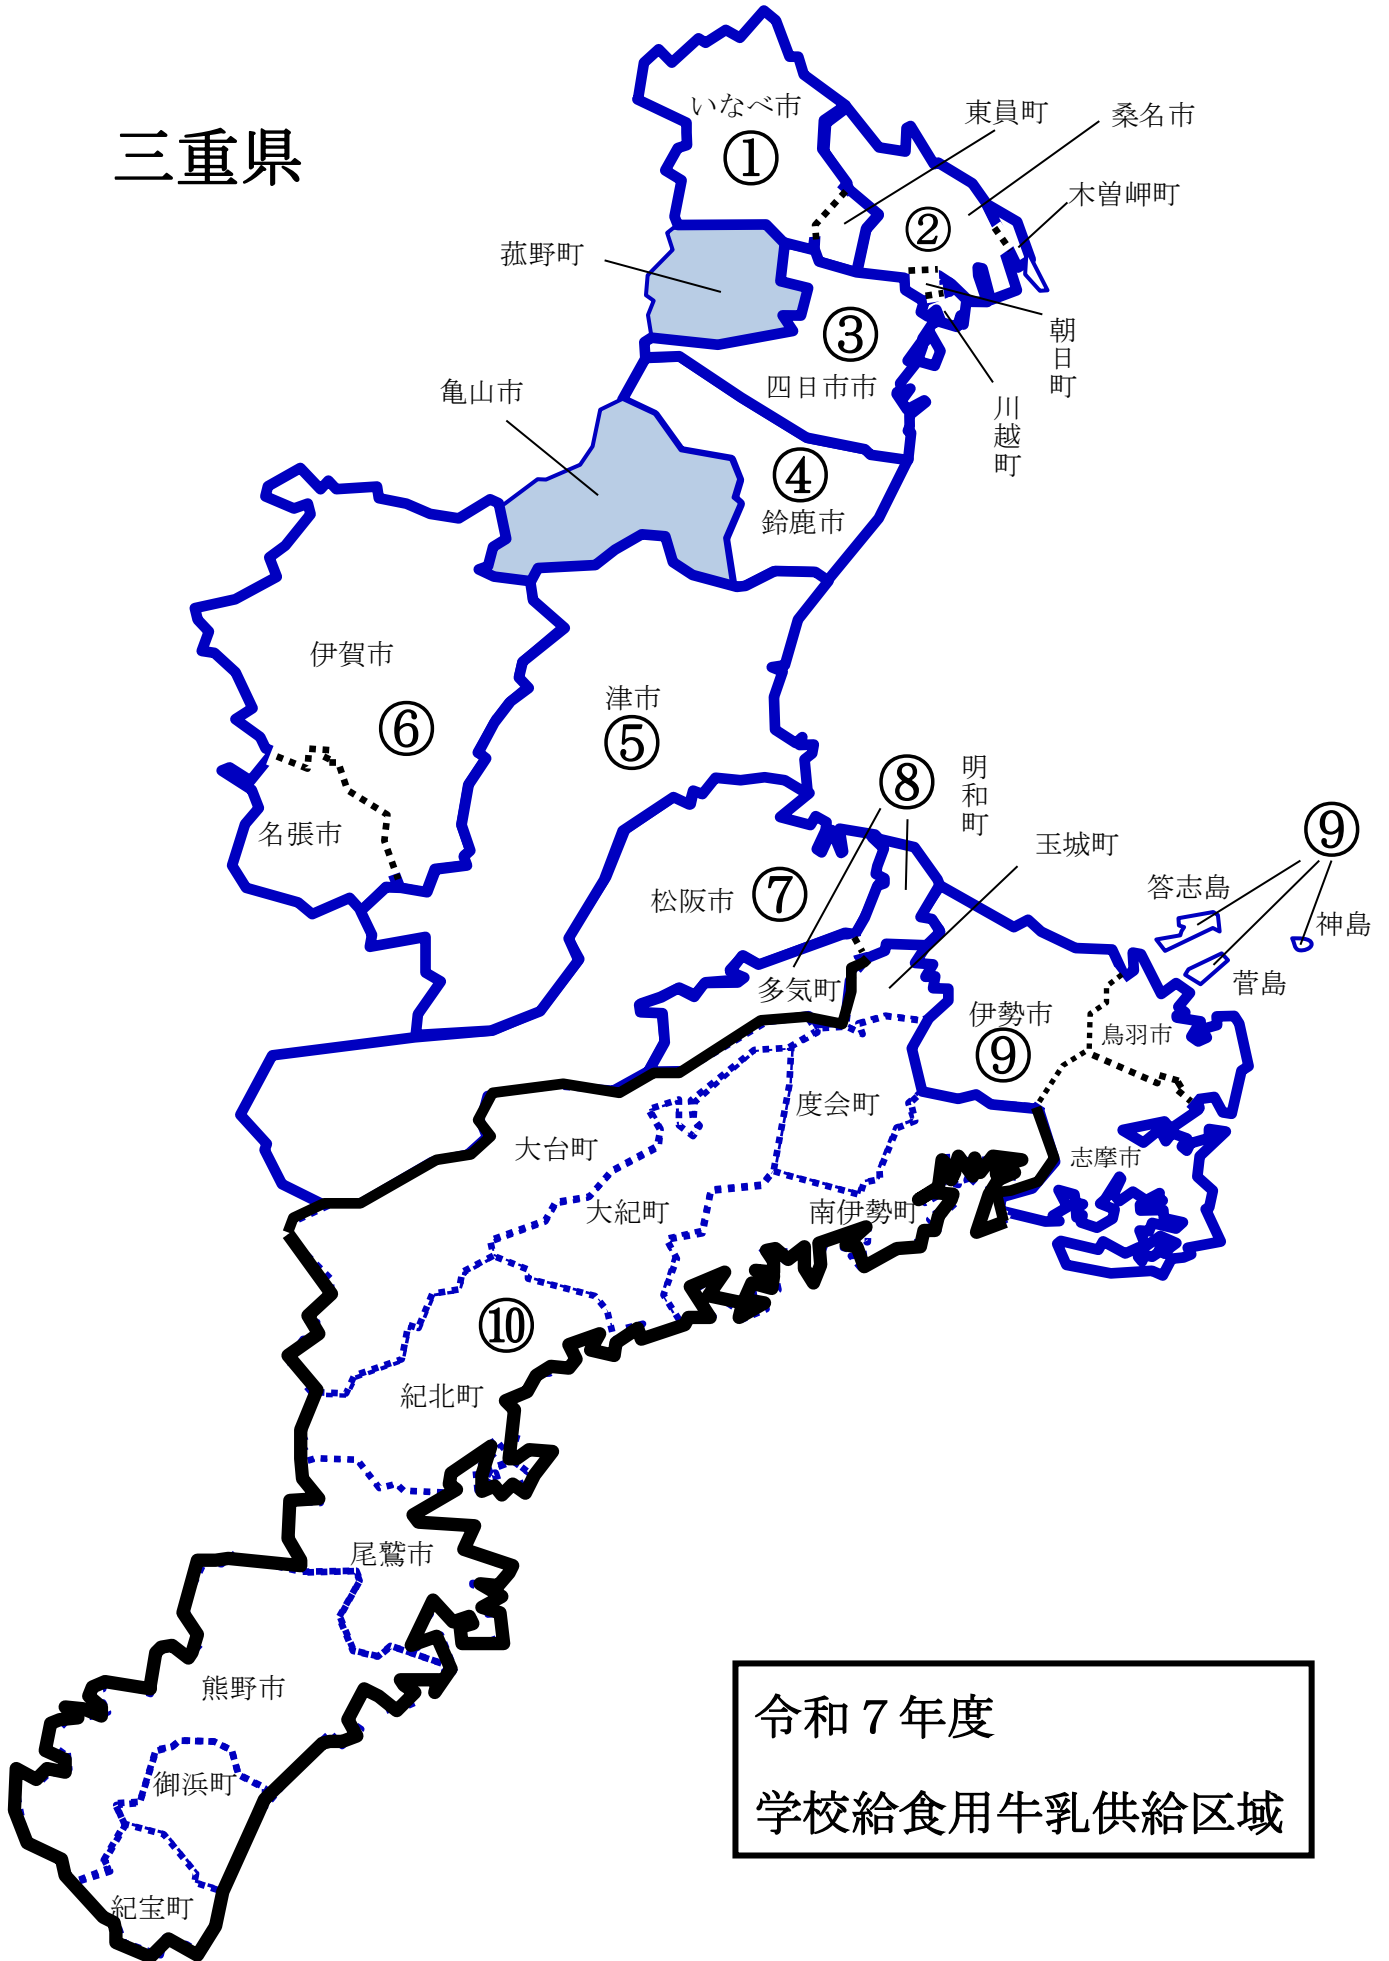 三重県
いなべ市
①
東員町
桑名市
木曽岬町
②
菰野町
③
四日市市
朝日町
川越町
亀山市
④
鈴鹿市
伊賀市
⑥
津市
⑤
名張市
⑧
明和町
玉城町
⑦
松阪市
⑨
答志島
神島
菅島
多気町
伊勢市
⑨
鳥羽市
度会町
大台町
志摩市
大紀町
南伊勢町
⑩
紀北町
尾鷲市
熊野市
御浜町
紀宝町
令和７年度
学校給食用牛乳供給区域